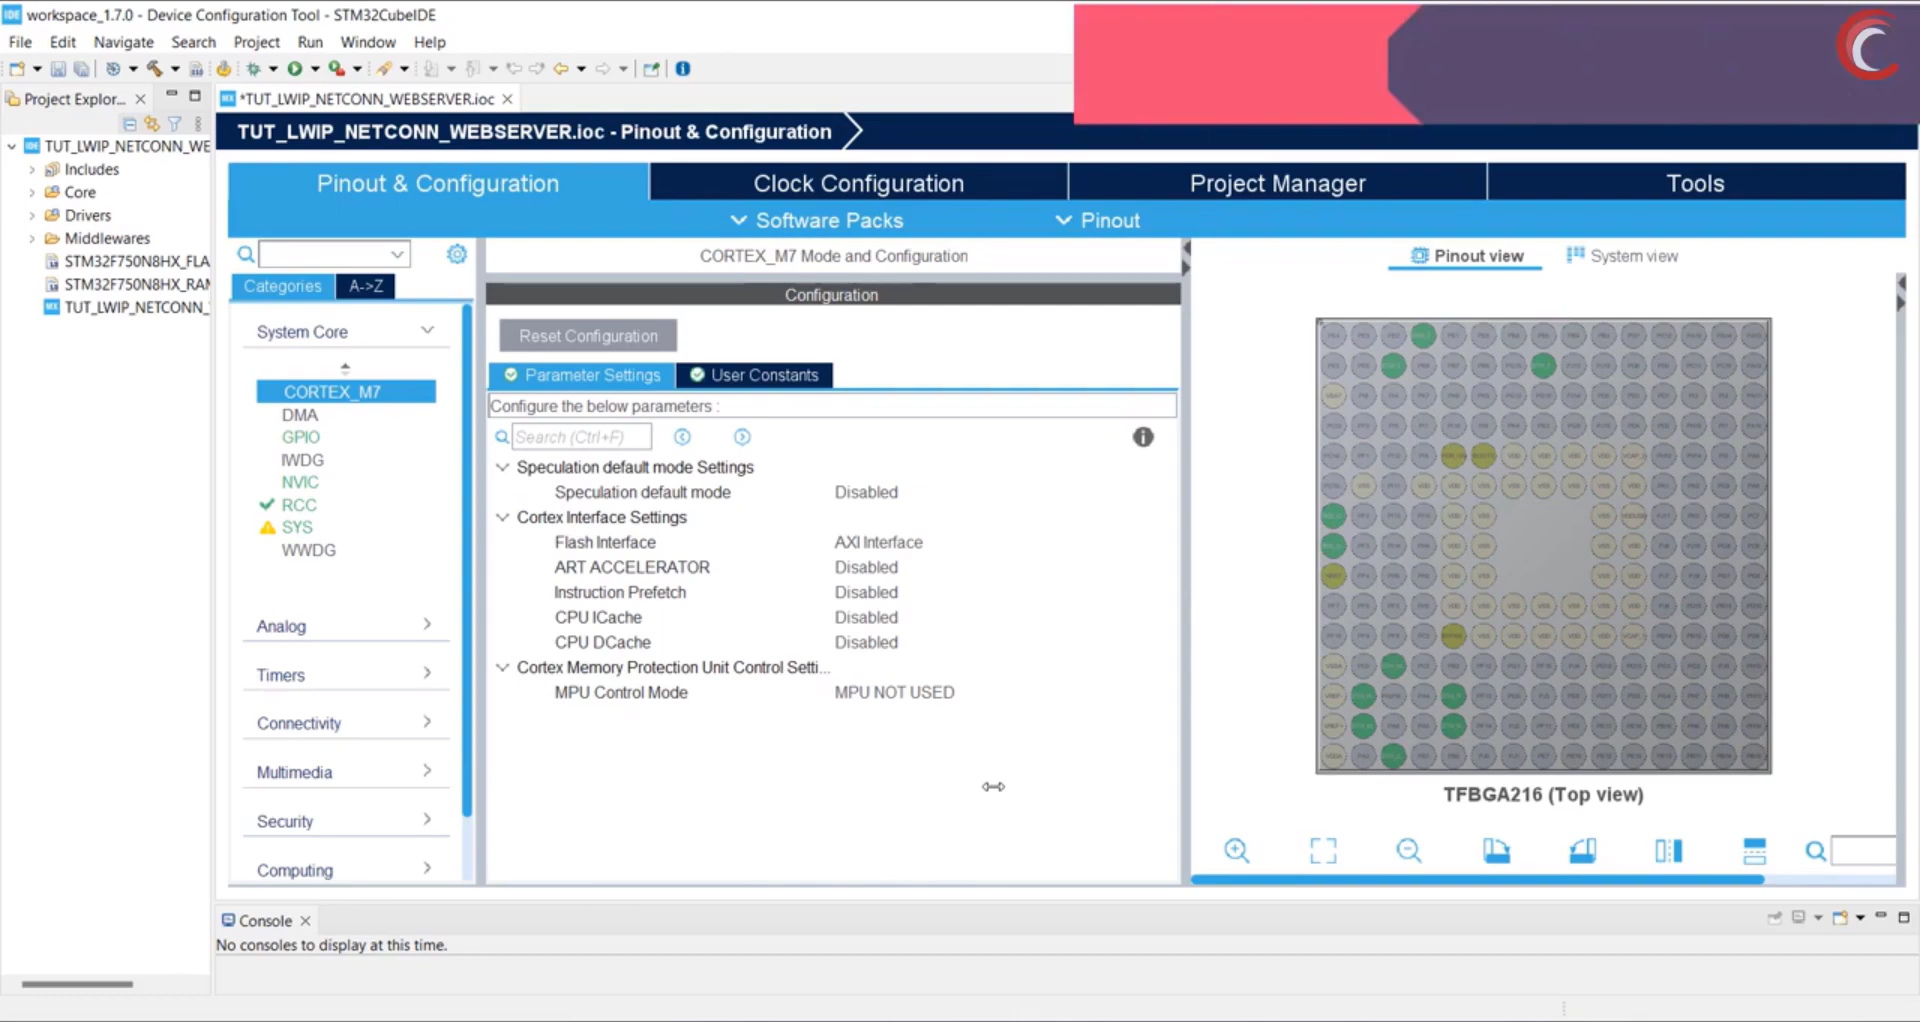 workspace_1.7.0 - Device Configuration Tool - STM32CubeIDE
File Edit Navigate Search Project Run Window Help
Project Explor...
*TUT_LWIP_NETCONN_WEBSERVER.ioc
TUT_LWIP_NETCONN_WE
Includes
Core
Drivers
Middlewares
STM32F750N8HX_FLA
STM32F750N8HX_RAM
TUT_LWIP_NETCONN_
TUT_LWIP_NETCONN_WEBSERVER.ioc - Pinout & Configuration
Pinout & Configuration
Clock Configuration
Project Manager
Tools
Software Packs
Pinout
Categories
A->Z
System Core
CORTEX_M7
DMA
GPIO
IWDG
NVIC
RCC
SYS
WWDG
Analog
Timers
Connectivity
Multimedia
Security
Computing
CORTEX_M7 Mode and Configuration
Configuration
Reset Configuration
Parameter Settings
User Constants
Configure the below parameters :
Search (Ctrl+F)
Speculation default mode Settings
Speculation default mode Disabled
Cortex Interface Settings
Flash Interface AXI Interface
ART ACCELERATOR Disabled
Instruction Prefetch Disabled
CPU ICache Disabled
CPU DCache Disabled
Cortex Memory Protection Unit Control Setti...
MPU Control Mode MPU NOT USED
Pinout view
System view
TFBGA216 (Top view)
Console
No consoles to display at this time.